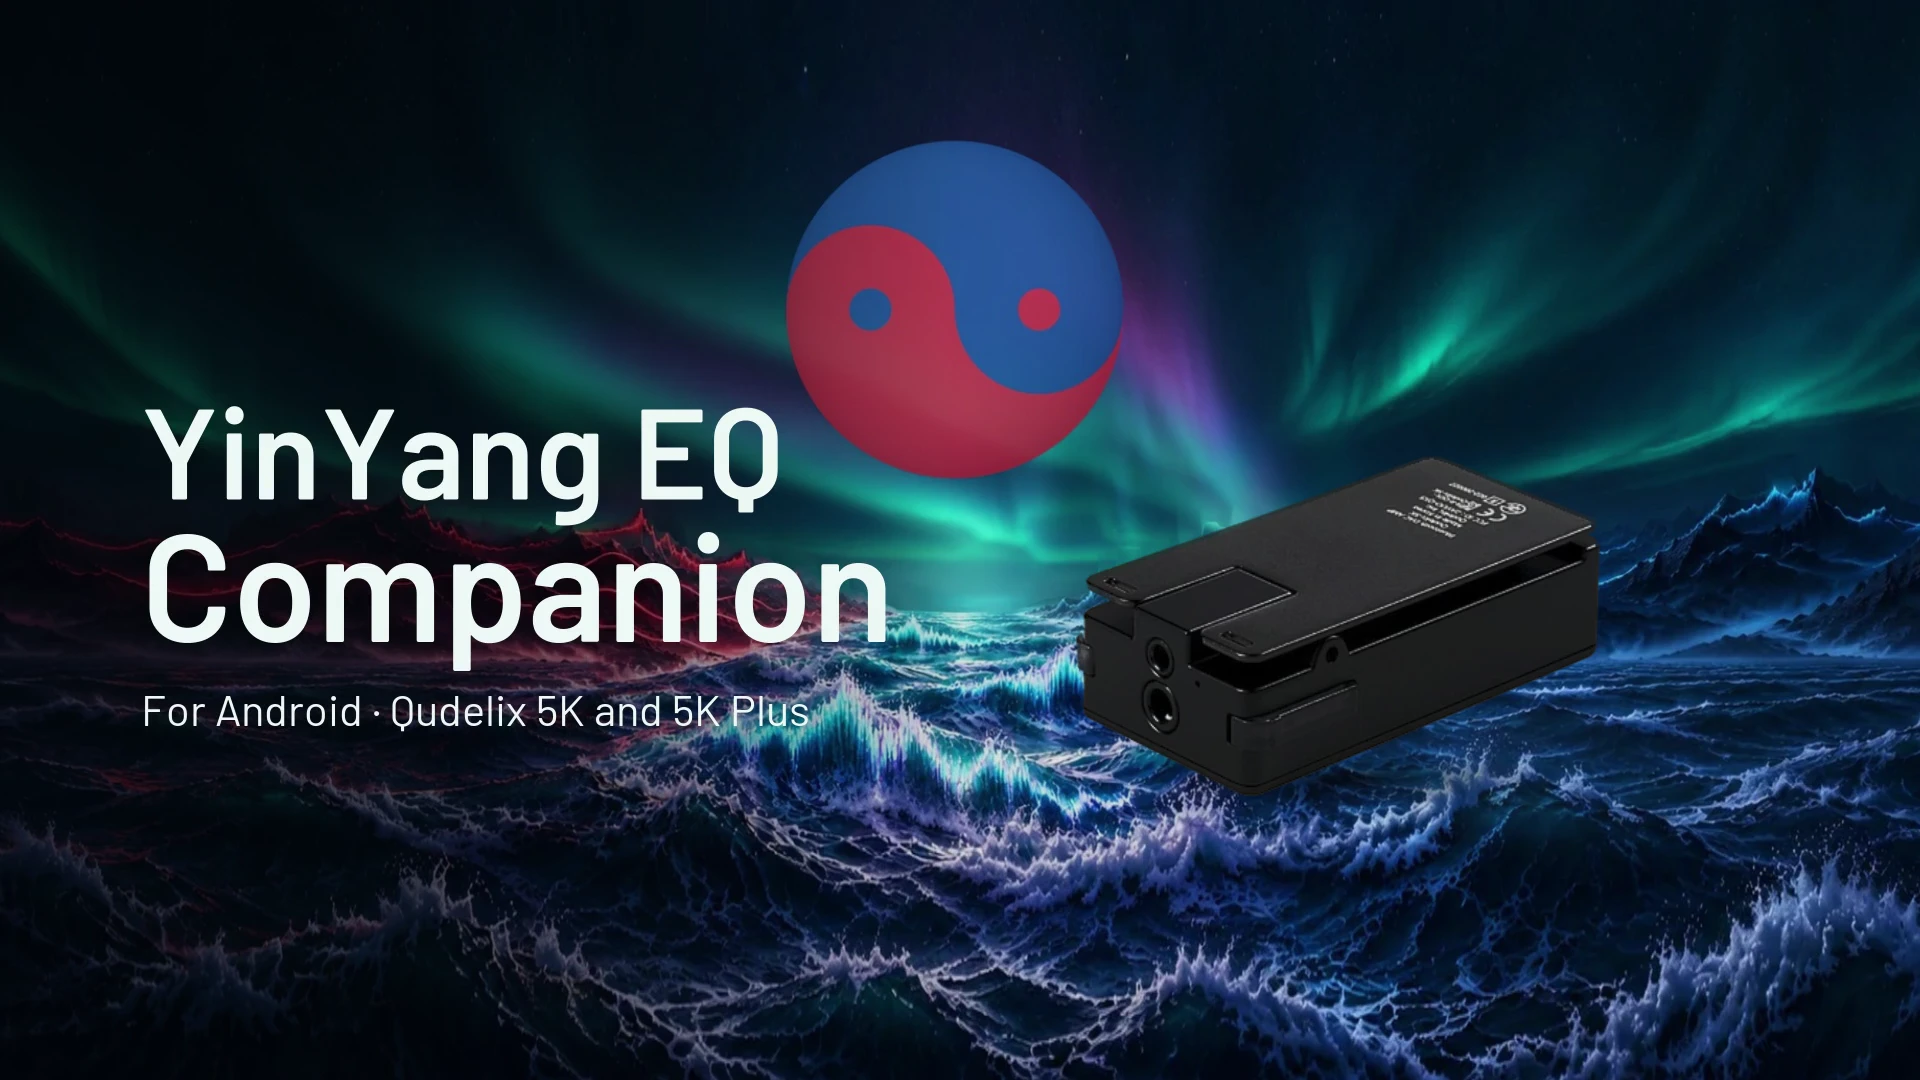 YinYang EQ
Companion
For Android · Qudelix 5K and 5K Plus